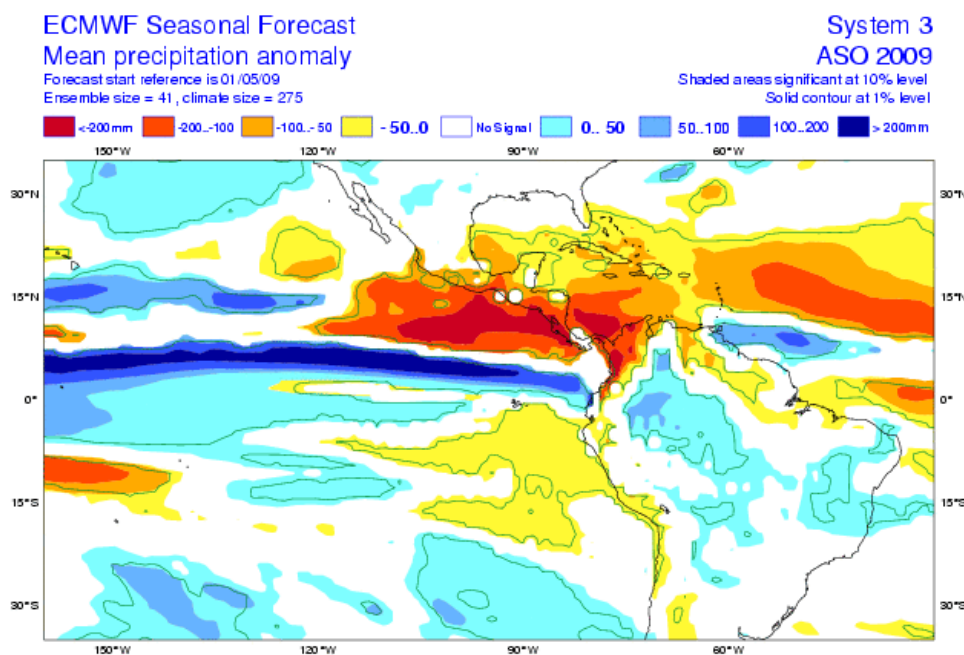 ECMWF Seasonal Forecast System 3
Mean precipitation anomaly ASO 2009
Forecast start reference is 01/05/09 Shaded areas significant at 10% level
Ensemble size = 41, climate size = 275 Solid contour at 1% level
<-200mm -200..-100 -100..-50 -50..0 No Signal 0..50 50..100 100..200 >200mm
150°W 120°W 90°W 60°W
30°N 30°N
15°N 15°N
0° 0°
15°S 15°S
30°S 30°S
150°W 120°W 90°W 60°W